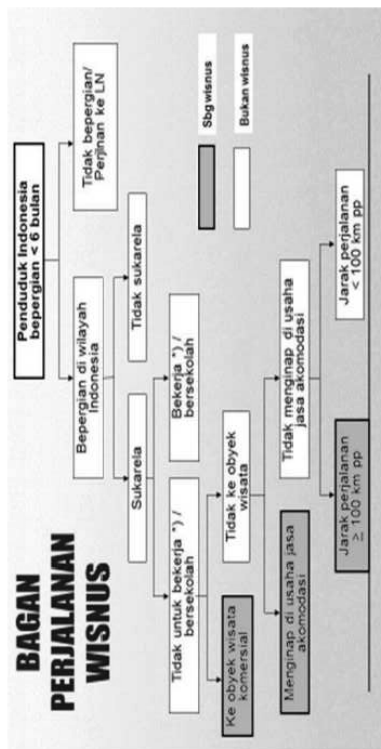 BAGAN
PERJALANAN
WISNUS
Penduduk Indonesia
bepergian < 6 bulan
Bepergian di wilayah
Indonesia
Tidak bepergian/
Perjinan ke LN
Sukarela
Tidak sukarela
Tidak untuk bekerja *) /
bersekolah
Bekerja *) /
bersekolah
Ke obyek wisata
komersial
Tidak ke obyek
wisata
Menginap di usaha jasa
akomodasi
Tidak menginap di usaha
jasa akomodasi
Jarak perjalanan
≥ 100 km pp
Jarak perjalanan
< 100 km pp
Sbg wisnus
Bukan wisnus